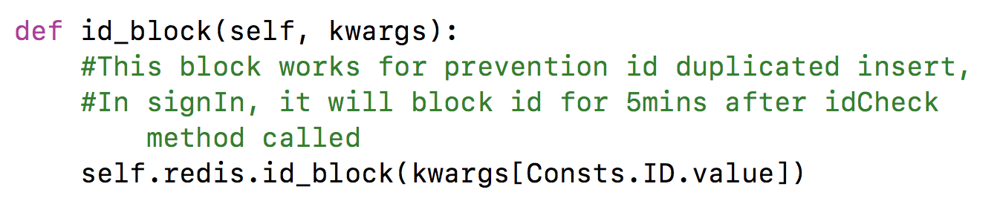 def id_block(self, kwargs):
    #This block works for prevention id duplicated insert,
    #In signIn, it will block id for 5mins after idCheck
        method called
    self.redis.id_block(kwargs[Consts.ID.value])